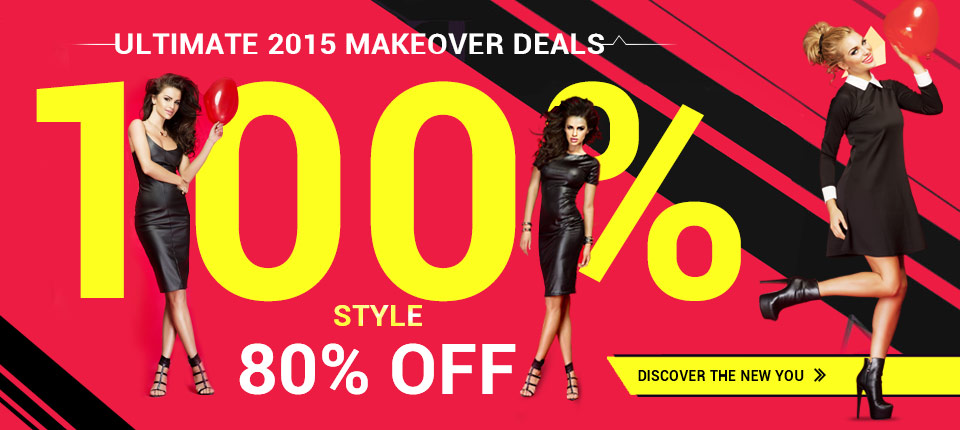 ULTIMATE 2015 MAKEOVER DEALS
100%
STYLE
80% OFF
DISCOVER THE NEW YOU »